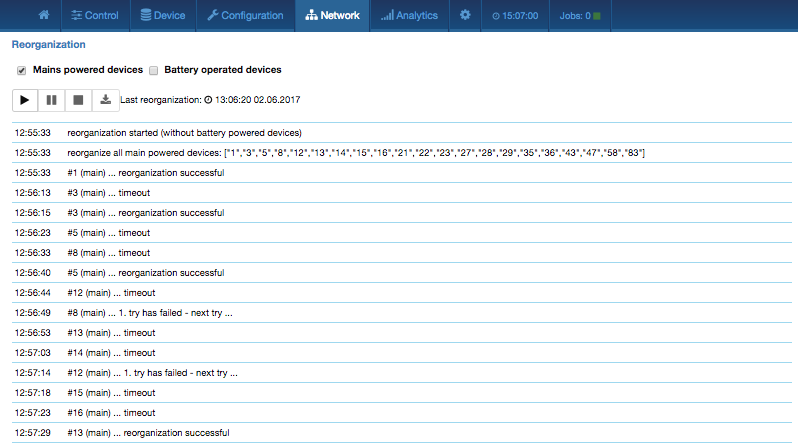 Control Device Configuration Network Analytics 15:07:00 Jobs: 0
Reorganization
Mains powered devices Battery operated devices
Last reorganization: 13:06:20 02.06.2017
12:55:33 reorganization started (without battery powered devices)
12:55:33 reorganize all main powered devices: ["1","3","5","8","12","13","14","15","16","21","22","23","27","28","29","35","36","43","47","58","83"]
12:55:33 #1 (main) ... reorganization successful
12:56:13 #3 (main) ... timeout
12:56:15 #3 (main) ... reorganization successful
12:56:23 #5 (main) ... timeout
12:56:33 #8 (main) ... timeout
12:56:40 #5 (main) ... reorganization successful
12:56:44 #12 (main) ... timeout
12:56:49 #8 (main) ... 1. try has failed - next try ...
12:56:53 #13 (main) ... timeout
12:57:03 #14 (main) ... timeout
12:57:14 #12 (main) ... 1. try has failed - next try ...
12:57:18 #15 (main) ... timeout
12:57:23 #16 (main) ... timeout
12:57:29 #13 (main) ... reorganization successful